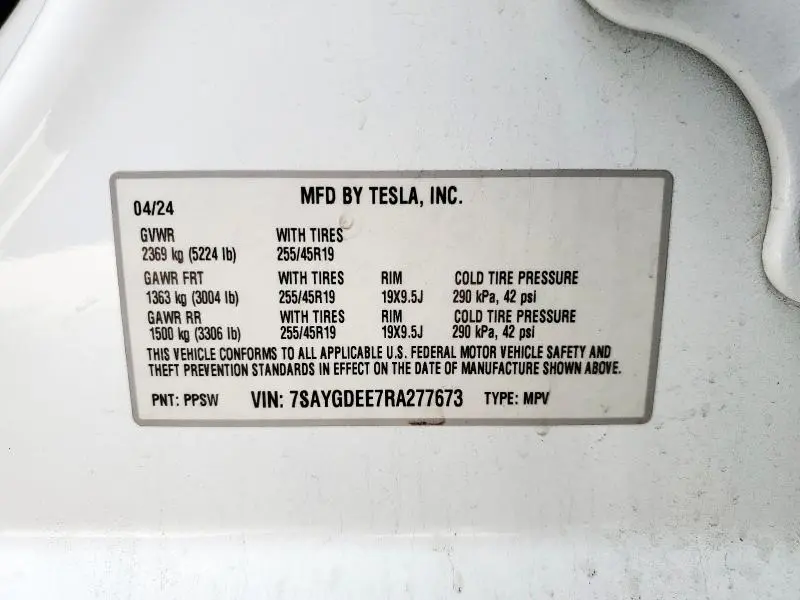 04/24 MFD BY TESLA, INC.
GVWR WITH TIRES
2369 kg (5224 lb) 255/45R19
GAWR FRT WITH TIRES RIM COLD TIRE PRESSURE
1363 kg (3004 lb) 255/45R19 19X9.5J 290 kPa, 42 psi
GAWR RR WITH TIRES RIM COLD TIRE PRESSURE
1500 kg (3306 lb) 255/45R19 19X9.5J 290 kPa, 42 psi
THIS VEHICLE CONFORMS TO ALL APPLICABLE U.S. FEDERAL MOTOR VEHICLE SAFETY AND
THEFT PREVENTION STANDARDS IN EFFECT ON THE DATE OF MANUFACTURE SHOWN ABOVE.
PNT: PPSW VIN: 7SAYGDEE7RA277673 TYPE: MPV